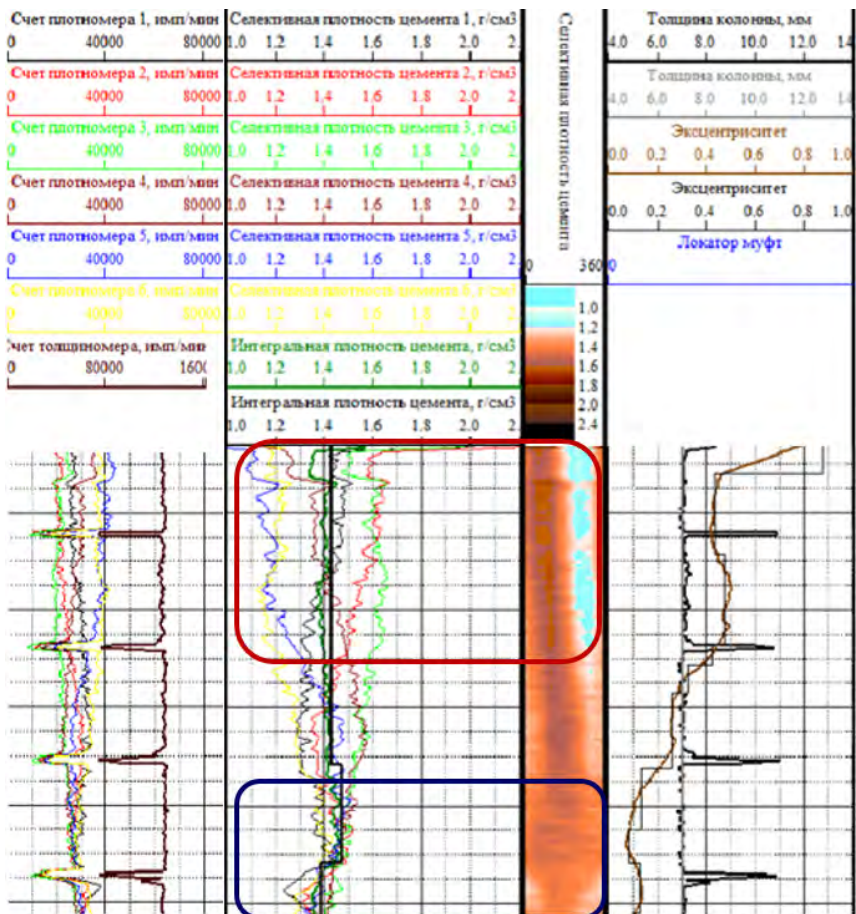 Счет плотномера 1, имп/мин
0 40000 80000
Счет плотномера 2, имп/мин
0 40000 80000
Счет плотномера 3, имп/мин
0 40000 80000
Счет плотномера 4, имп/мин
0 40000 80000
Счет плотномера 5, имп/мин
0 40000 80000
Счет плотномера 6, имп/мин
0 40000 80000
Счет толщиномера, имп/мин
0 80000 1600
Селективная плотность цемента 1, г/см3
1.0 1.2 1.4 1.6 1.8 2.0 2.
Селективная плотность цемента 2, г/см3
1.0 1.2 1.4 1.6 1.8 2.0 2.
Селективная плотность цемента 3, г/см3
1.0 1.2 1.4 1.6 1.8 2.0 2.
Селективная плотность цемента 4, г/см3
1.0 1.2 1.4 1.6 1.8 2.0 2.
Селективная плотность цемента 5, г/см3
1.0 1.2 1.4 1.6 1.8 2.0 2.
Селективная плотность цемента 6, г/см3
1.0 1.2 1.4 1.6 1.8 2.0 2.
Интегральная плотность цемента, г/см3
1.0 1.2 1.4 1.6 1.8 2.0 2.
Интегральная плотность цемента, г/см3
1.0 1.2 1.4 1.6 1.8 2.0 2.
Селективная плотность цемента
0 360
1.0
1.2
1.4
1.6
1.8
2.0
2.4
Толщина колонны, мм
4.0 6.0 8.0 10.0 12.0 14
Толщина колонны, мм
4.0 6.0 8.0 10.0 12.0 14
Эксцентриситет
0.0 0.2 0.4 0.6 0.8 1.0
Эксцентриситет
0.0 0.2 0.4 0.6 0.8 1.0
Локатор муфт
0